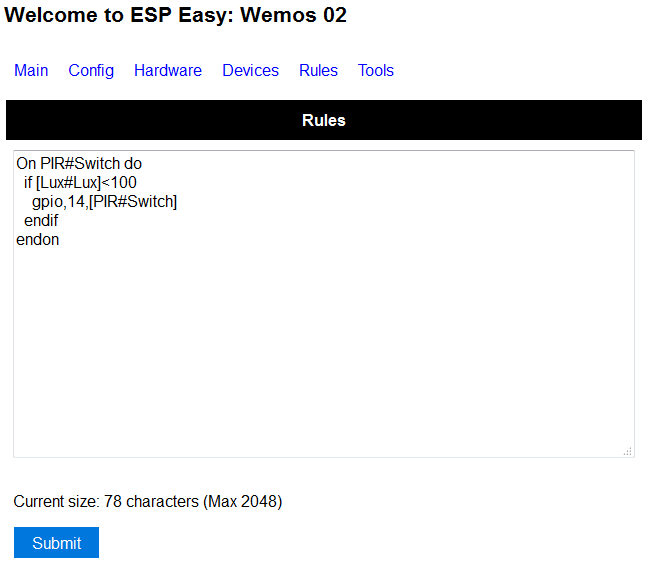 Welcome to ESP Easy: Wemos 02
Main Config Hardware Devices Rules Tools
Rules
On PIR#Switch do
  if [Lux#Lux]<100
    gpio,14,[PIR#Switch]
  endif
endon
Current size: 78 characters (Max 2048)
Submit